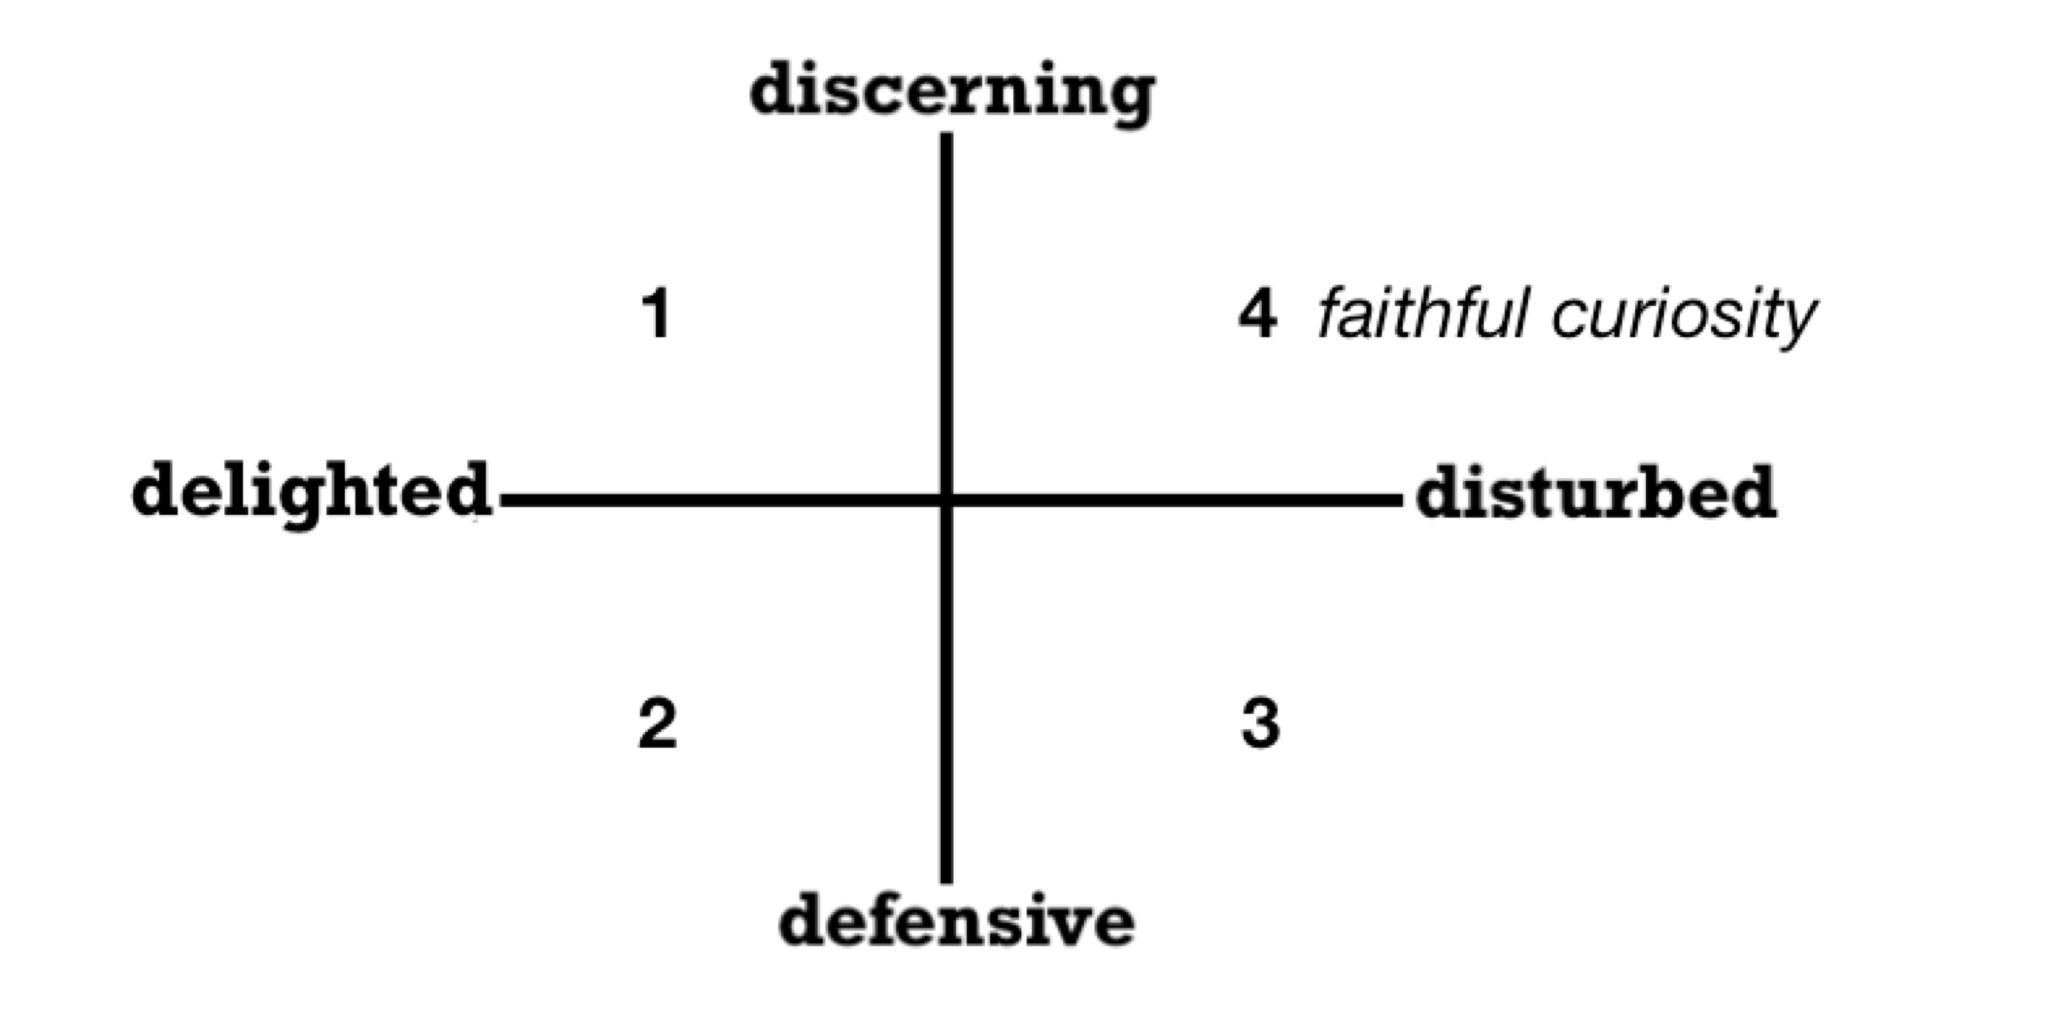 discerning
1
4 faithful curiosity
delighted
disturbed
2
3
defensive